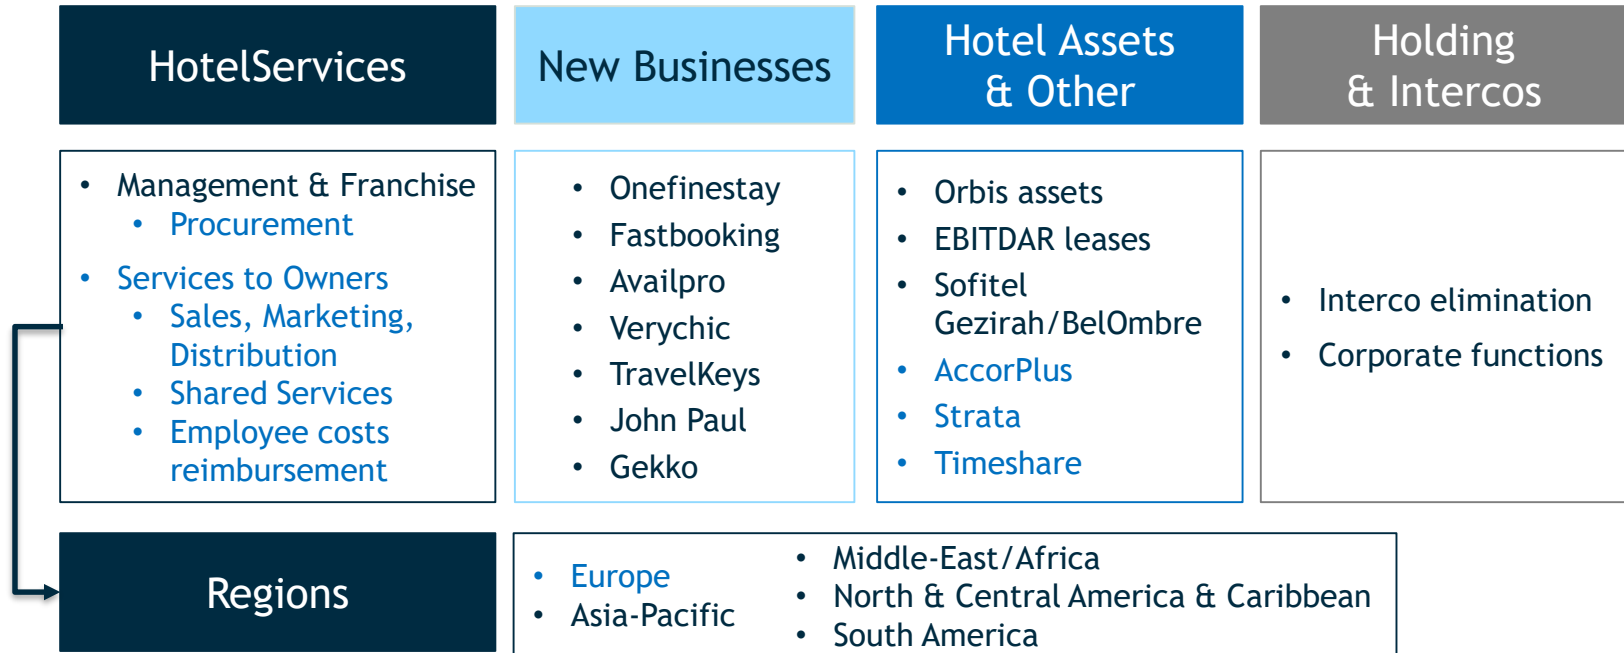 HotelServices
New Businesses
Hotel Assets
& Other
Holding
& Intercos
• Management & Franchise
• Procurement
• Services to Owners
• Sales, Marketing,
Distribution
• Shared Services
• Employee costs
reimbursement
• Onefinestay
• Fastbooking
• Availpro
• Verychic
• TravelKeys
• John Paul
• Gekko
• Orbis assets
• EBITDAR leases
• Sofitel
Gezirah/BelOmbre
• AccorPlus
• Strata
• Timeshare
• Interco elimination
• Corporate functions
Regions
• Europe
• Asia-Pacific
• Middle-East/Africa
• North & Central America & Caribbean
• South America